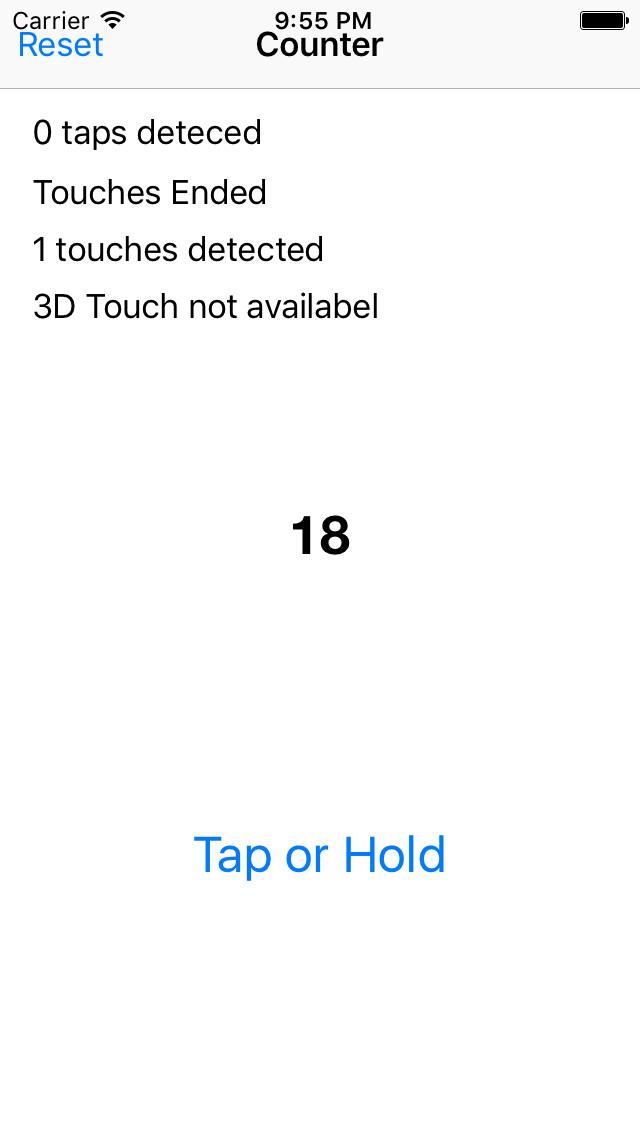 Carrier 9:55 PM
Reset Counter
0 taps deteced
Touches Ended
1 touches detected
3D Touch not availabel
18
Tap or Hold